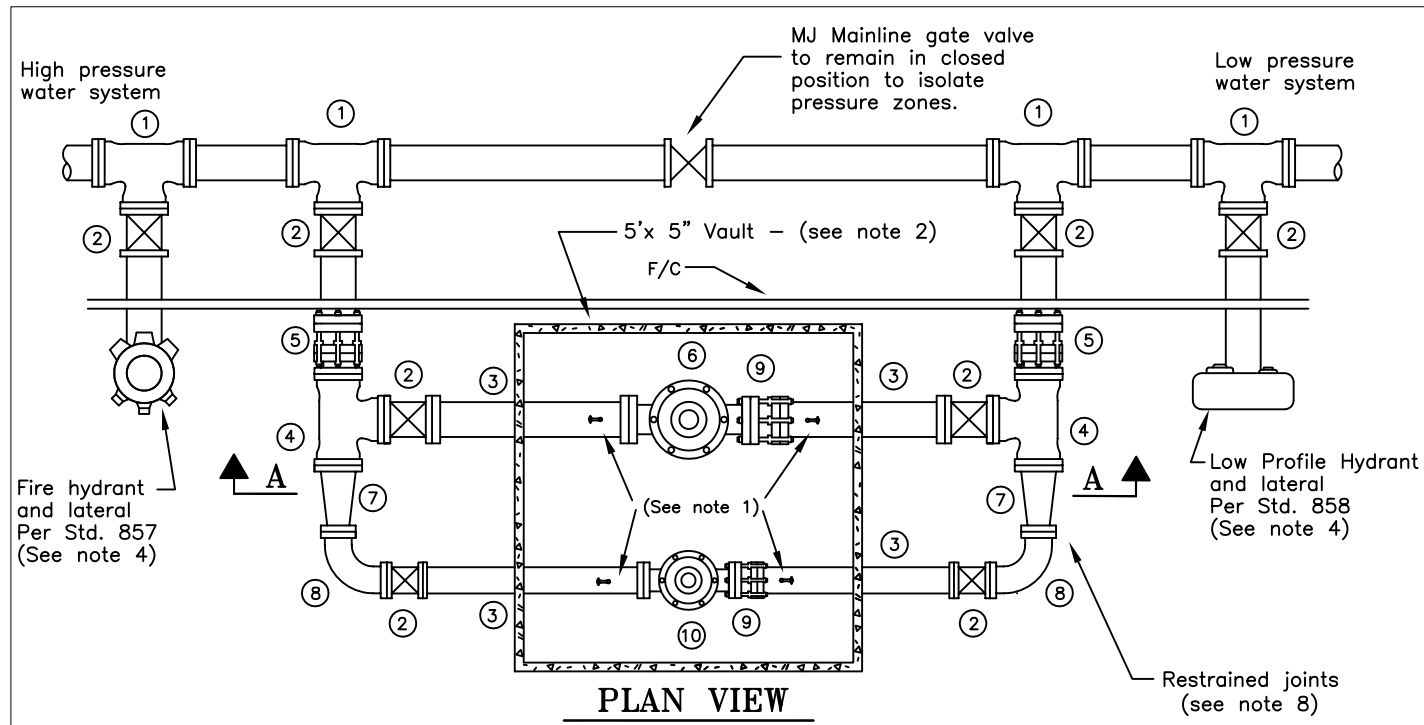 High pressure
water system
MJ Mainline gate valve
to remain in closed
position to isolate
pressure zones.
Low pressure
water system
1
1
1
1
2
2
2
2
5'x 5" Vault – (see note 2)
F/C
5
5
6
9
3
2
3
2
4
4
A
A
Fire hydrant
and lateral
Per Std. 857
(See note 4)
(See note 1)
Low Profile Hydrant
and lateral
Per Std. 858
(See note 4)
7
7
3
8
2
3
10
9
2
8
Restrained joints
(see note 8)
PLAN VIEW